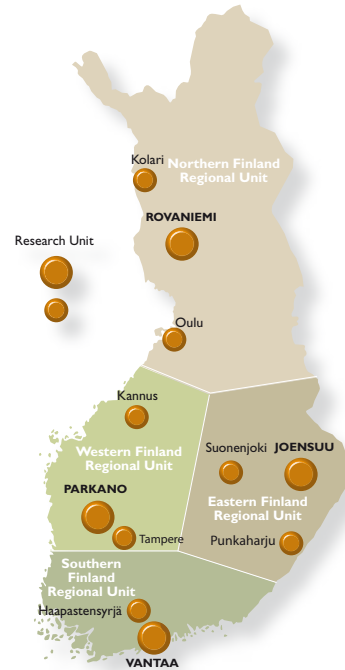 Kolari
Northern Finland
Regional Unit
ROVANIEMI
Research Unit
Oulu
Kannus
Western Finland
Regional Unit
Suonenjoki
JOENSUU
PARKANO
Eastern Finland
Regional Unit
Tampere
Punkaharju
Southern
Finland
Regional Unit
Haapastensyrjä
VANTAA